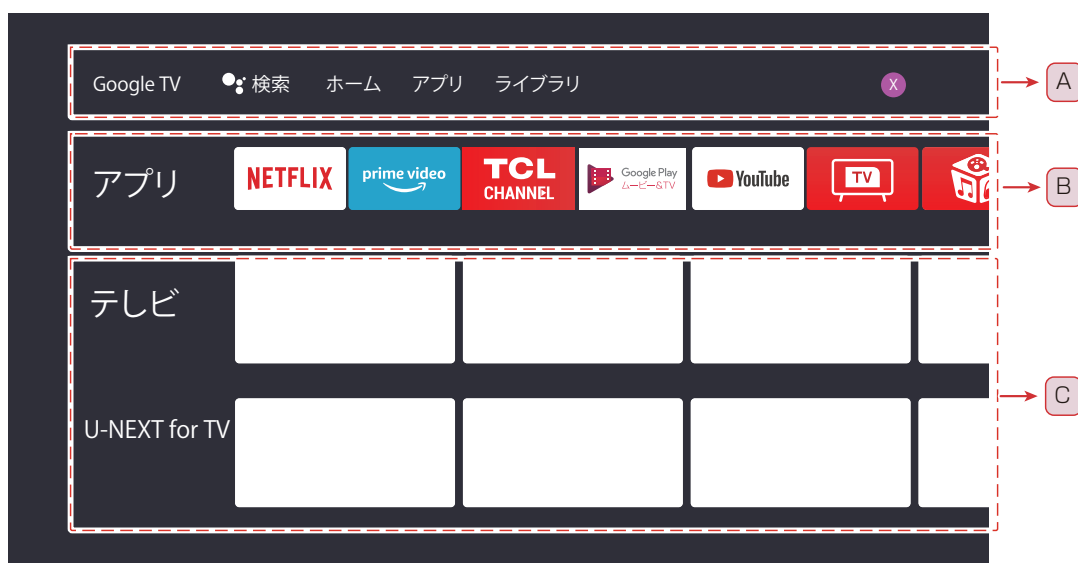 Google TV 検索 ホーム アプリ ライブラリ X
A
アプリ NETFLIX prime video TCL CHANNEL Google Play ムービー&TV YouTube TV
B
テレビ
U-NEXT for TV
C